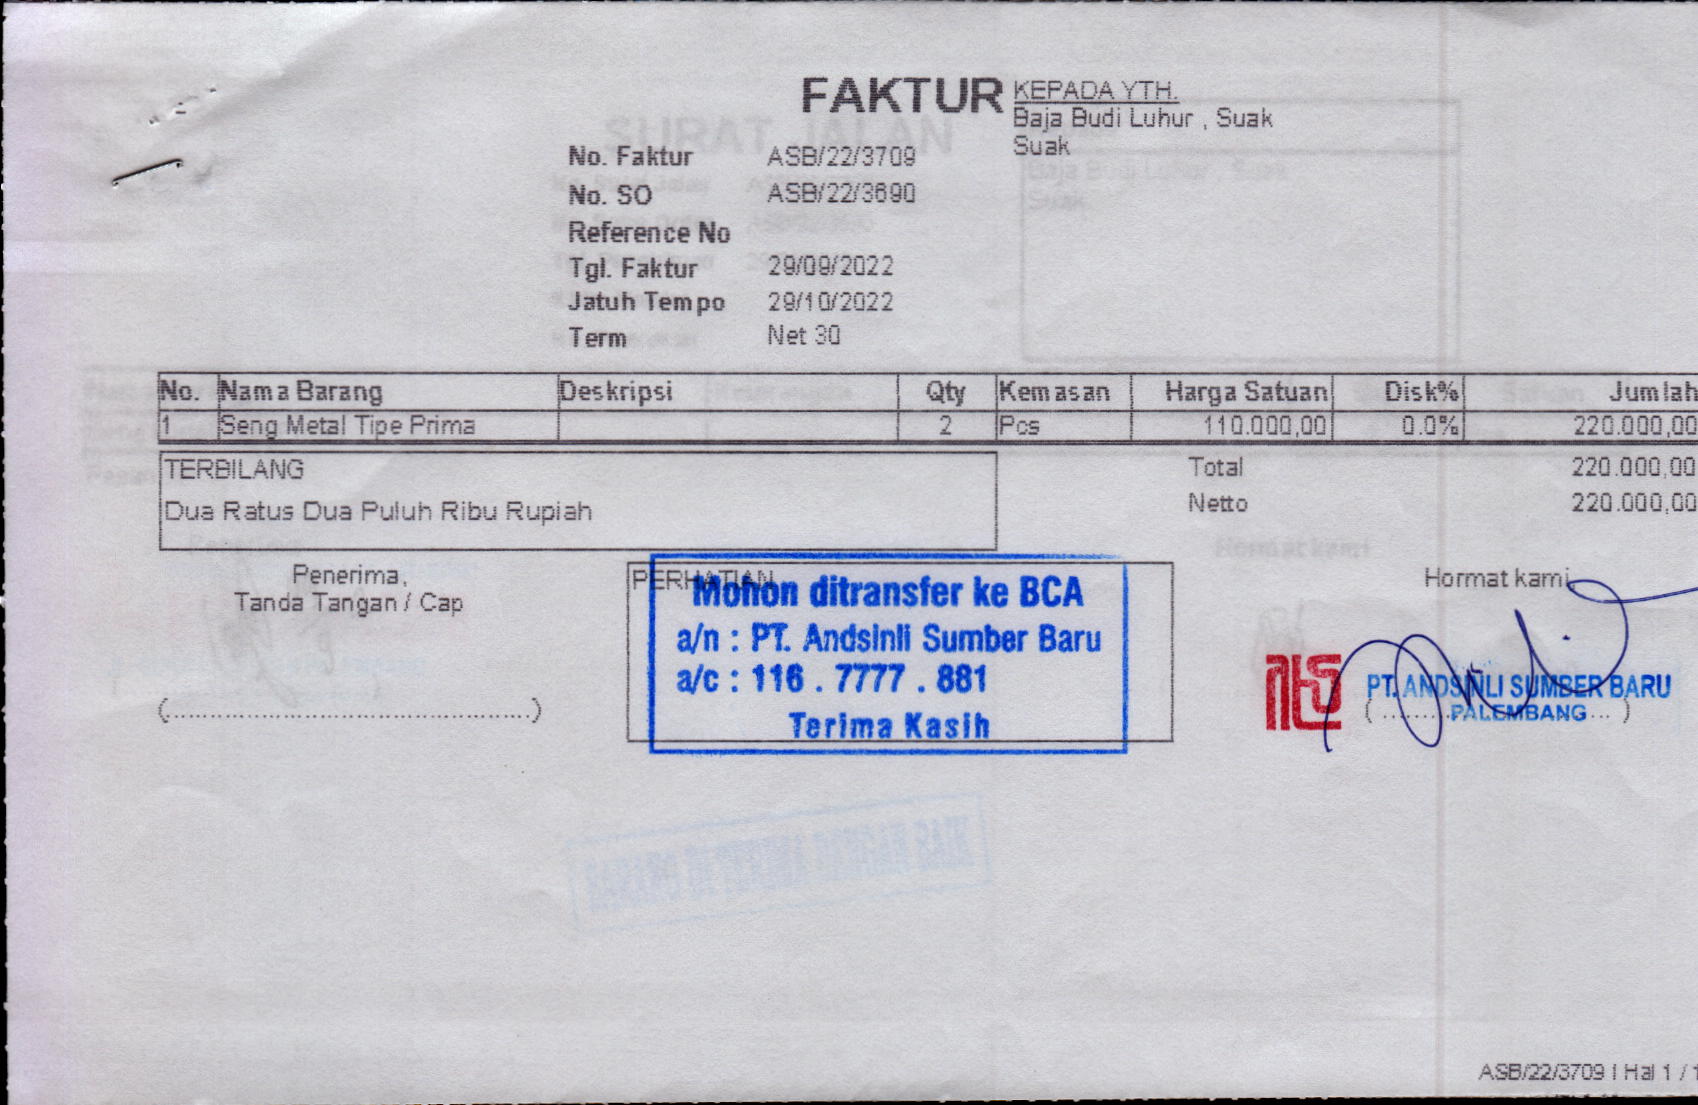 FAKTUR
KEPADA YTH.
Baja Budi Luhur , Suak
Suak
No. Faktur ASB/22/3709
No. SO ASB/22/3690
Reference No
Tgl. Faktur 29/09/2022
Jatuh Tempo 29/10/2022
Term Net 30
No. Nama Barang Deskripsi Qty Kemasan Harga Satuan Disk% Jumlah
1 Seng Metal Tipe Prima 2 Pcs 110.000,00 0.0% 220.000,00
TERBILANG
Dua Ratus Dua Puluh Ribu Rupiah
Total 220.000,00
Netto 220.000,00
Penerima,
Tanda Tangan / Cap
(........................................................)
PERHATIAN
Mohon ditransfer ke BCA
a/n : PT. Andsinli Sumber Baru
a/c : 116 . 7777 . 881
Terima Kasih
Hormat kami
PT. ANDSINLI SUMBER BARU
PALEMBANG
ASB/22/3709 | Hal 1 / 1